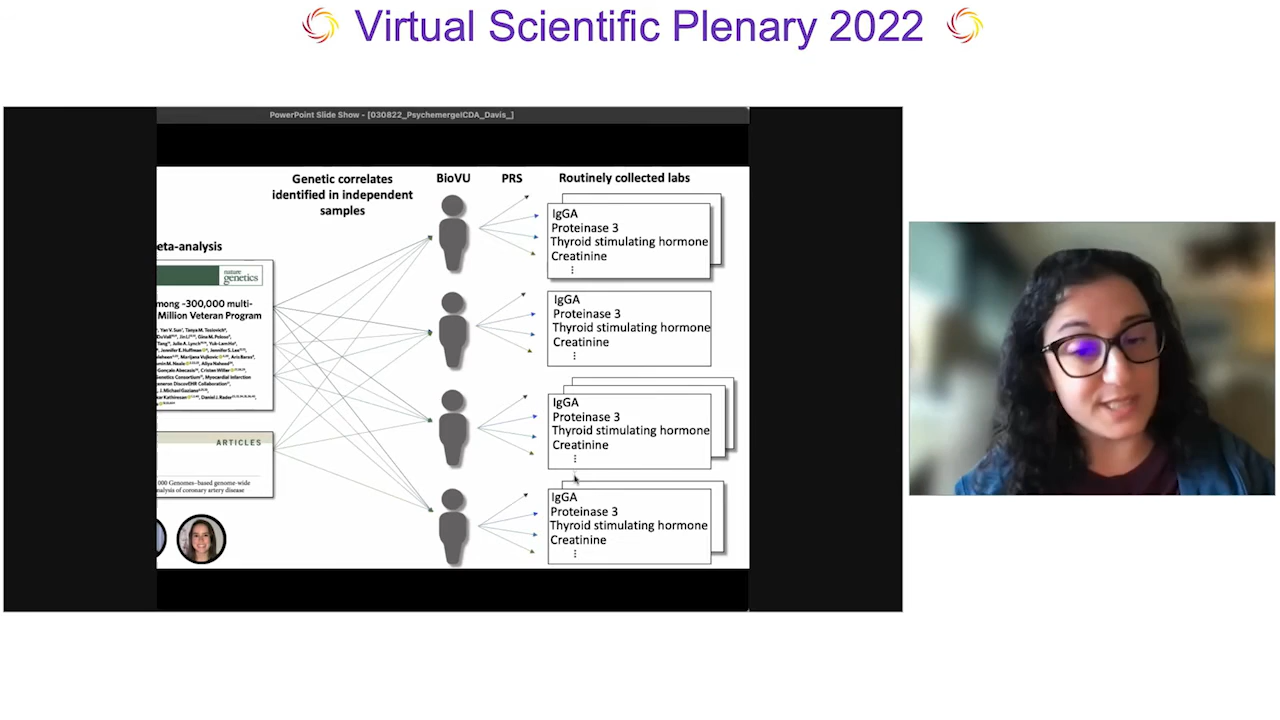 Virtual Scientific Plenary 2022
PowerPoint Slide Show - [030822_PsychemergeICDA_Davis_]
Genetic correlates
identified in independent
samples
BioVU
PRS
Routinely collected labs
eta-analysis
nature
genetics
mong ~300,000 multi-
Million Veteran Program
ARTICLES
000 Genomes–based genome-wide
nalysis of coronary artery disease
IgGA
Proteinase 3
Thyroid stimulating hormone
Creatinine
⋮
IgGA
Proteinase 3
Thyroid stimulating hormone
Creatinine
⋮
IgGA
Proteinase 3
Thyroid stimulating hormone
Creatinine
⋮
IgGA
Proteinase 3
Thyroid stimulating hormone
Creatinine
⋮